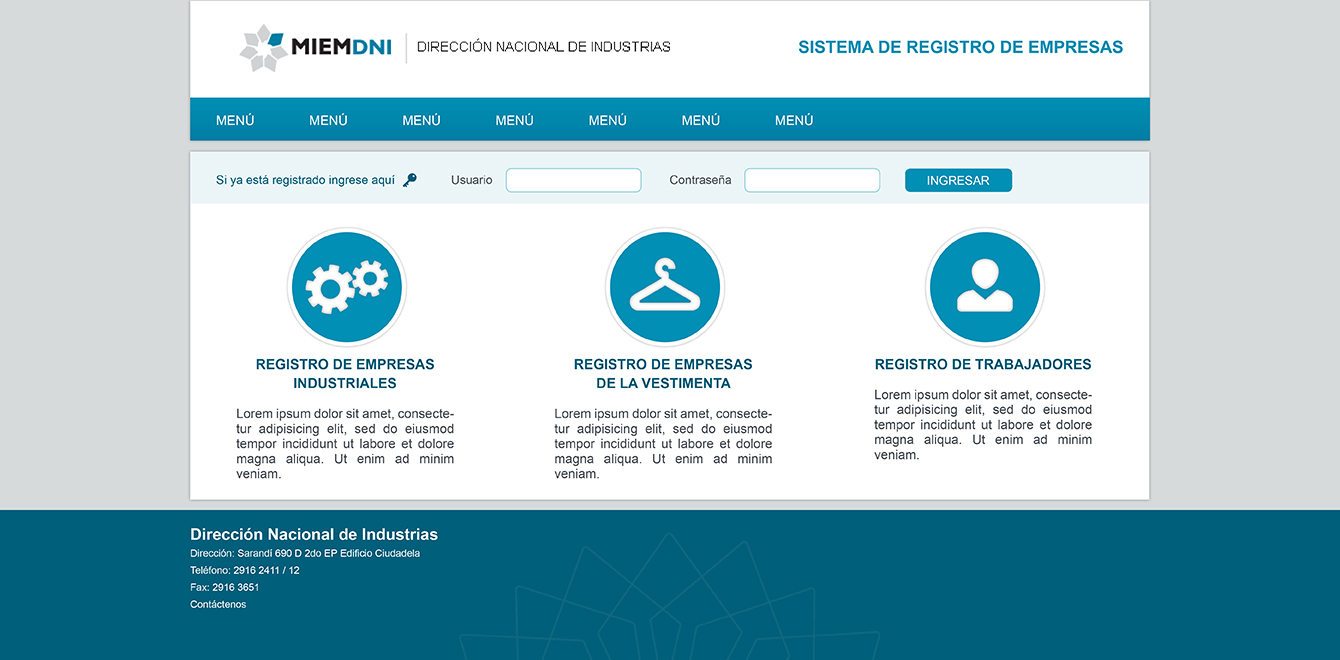 MIEMDNI DIRECCIÓN NACIONAL DE INDUSTRIAS SISTEMA DE REGISTRO DE EMPRESAS
MENÚ MENÚ MENÚ MENÚ MENÚ MENÚ MENÚ
Si ya está registrado ingrese aquí Usuario Contraseña INGRESAR
REGISTRO DE EMPRESAS
INDUSTRIALES
Lorem ipsum dolor sit amet, consecte-
tur adipisicing elit, sed do eiusmod
tempor incididunt ut labore et dolore
magna aliqua. Ut enim ad minim
veniam.
REGISTRO DE EMPRESAS
DE LA VESTIMENTA
Lorem ipsum dolor sit amet, consecte-
tur adipisicing elit, sed do eiusmod
tempor incididunt ut labore et dolore
magna aliqua. Ut enim ad minim
veniam.
REGISTRO DE TRABAJADORES
Lorem ipsum dolor sit amet, consecte-
tur adipisicing elit, sed do eiusmod
tempor incididunt ut labore et dolore
magna aliqua. Ut enim ad minim
veniam.
Dirección Nacional de Industrias
Dirección: Sarandí 690 D 2do EP Edificio Ciudadela
Teléfono: 2916 2411 / 12
Fax: 2916 3651
Contáctenos